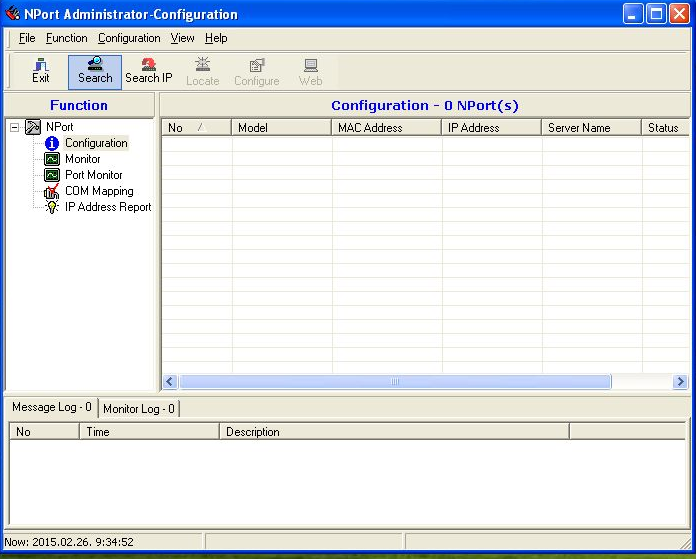 NPort Administrator-Configuration
File Function Configuration View Help
Exit Search Search IP Locate Configure Web
Function
NPort
Configuration
Monitor
Port Monitor
COM Mapping
IP Address Report
Configuration - 0 NPort(s)
No Model MAC Address IP Address Server Name Status
Message Log - 0 Monitor Log - 0
No Time Description
Now: 2015.02.26. 9:34:52